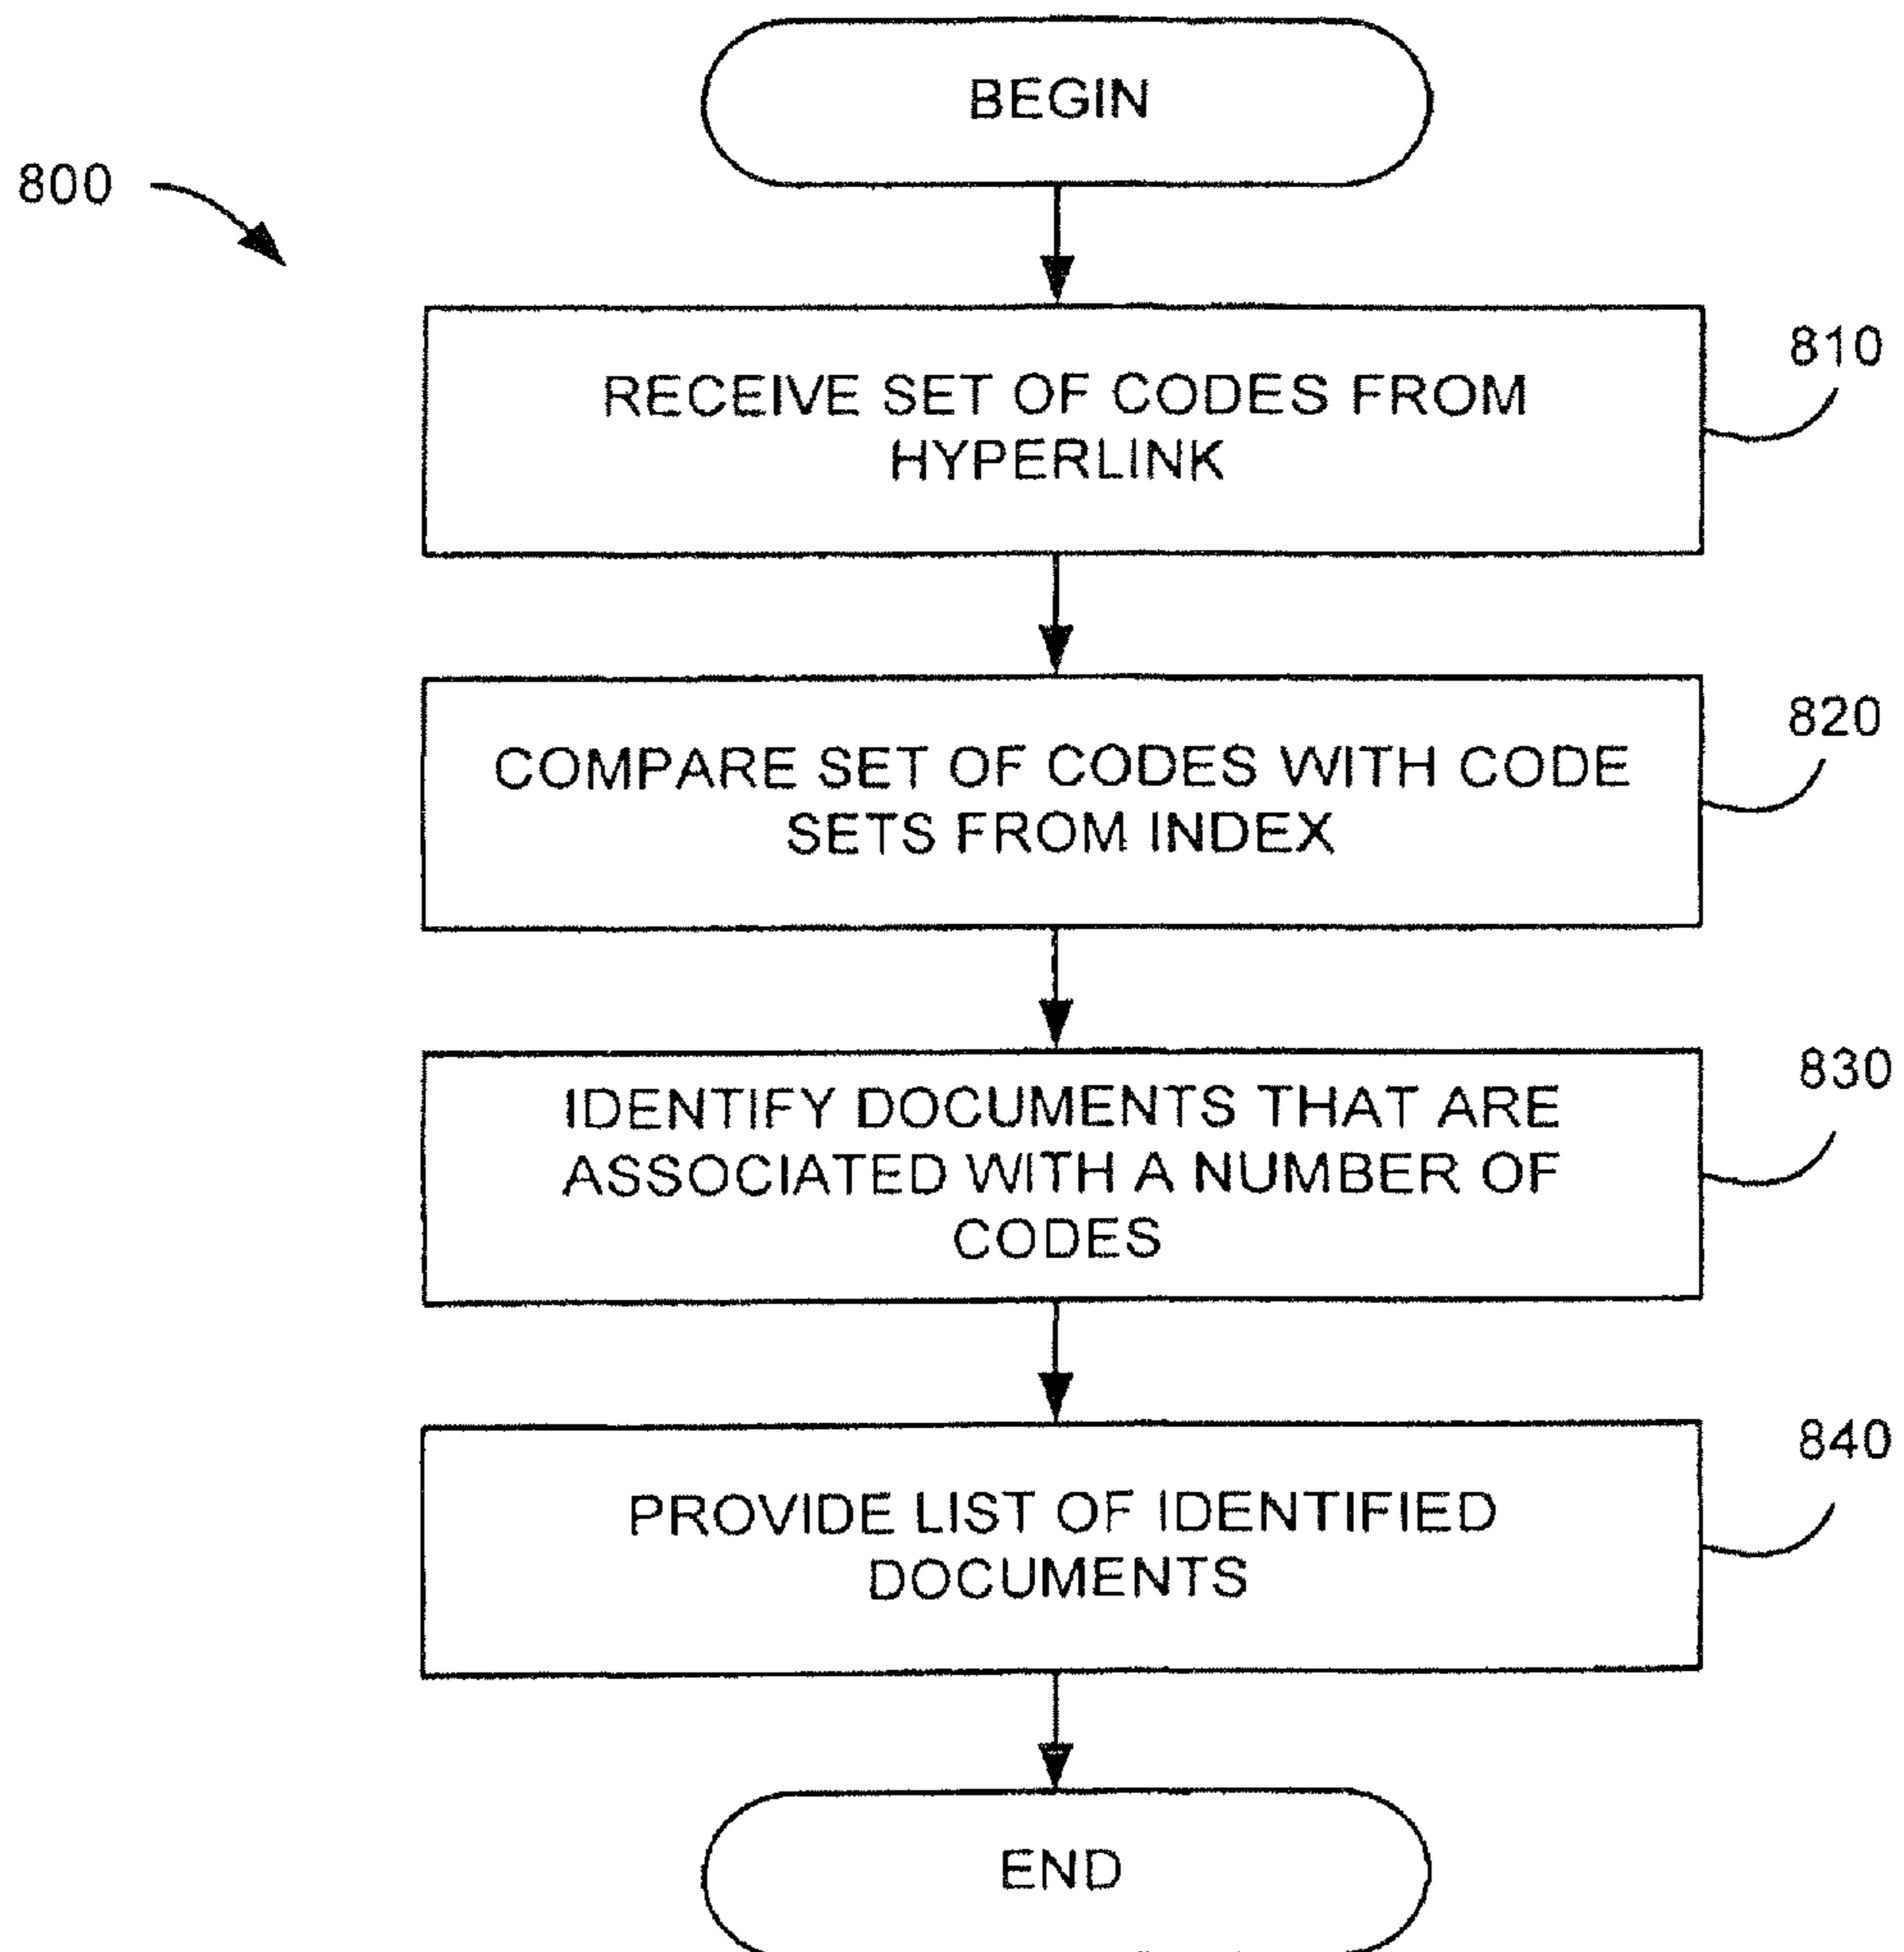 BEGIN
800
RECEIVE SET OF CODES FROM
HYPERLINK
810
COMPARE SET OF CODES WITH CODE
SETS FROM INDEX
820
IDENTIFY DOCUMENTS THAT ARE
ASSOCIATED WITH A NUMBER OF
CODES
830
PROVIDE LIST OF IDENTIFIED
DOCUMENTS
840
END